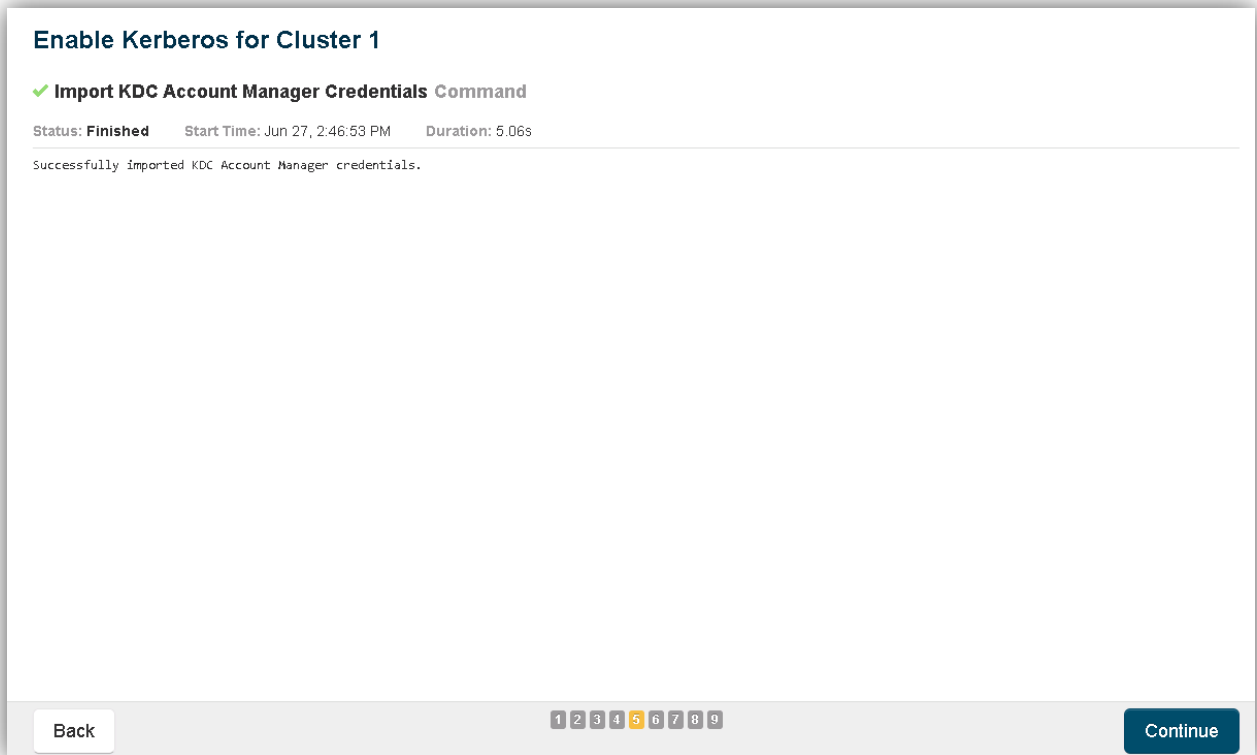 Enable Kerberos for Cluster 1
Import KDC Account Manager Credentials Command
Status: Finished Start Time: Jun 27, 2:46:53 PM Duration: 5.06s
Successfully imported KDC Account Manager credentials.
Back 1 2 3 4 5 6 7 8 9 Continue